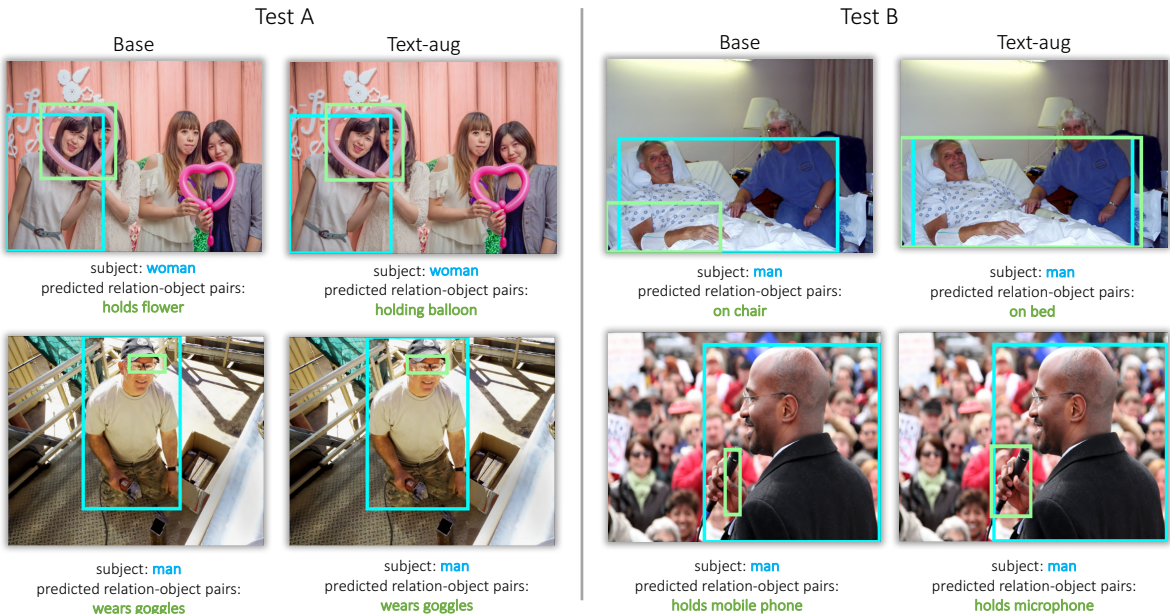 Test A
Test B
Base
Text-aug
Base
Text-aug
subject: woman
predicted relation-object pairs:
holds flower
subject: woman
predicted relation-object pairs:
holding balloon
subject: man
predicted relation-object pairs:
on chair
subject: man
predicted relation-object pairs:
on bed
subject: man
predicted relation-object pairs:
wears goggles
subject: man
predicted relation-object pairs:
wears goggles
subject: man
predicted relation-object pairs:
holds mobile phone
subject: man
predicted relation-object pairs:
holds microphone